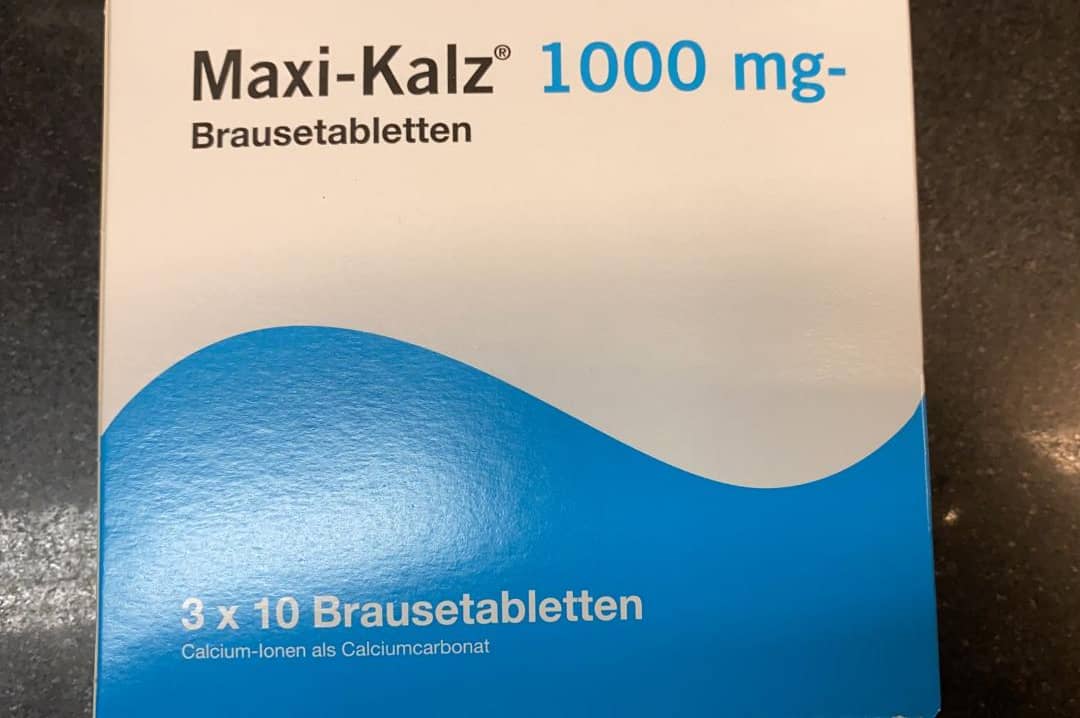 Maxi-Kalz® 1000 mg-
Brausetabletten
3 x 10 Brausetabletten
Calcium-Ionen als Calciumcarbonat